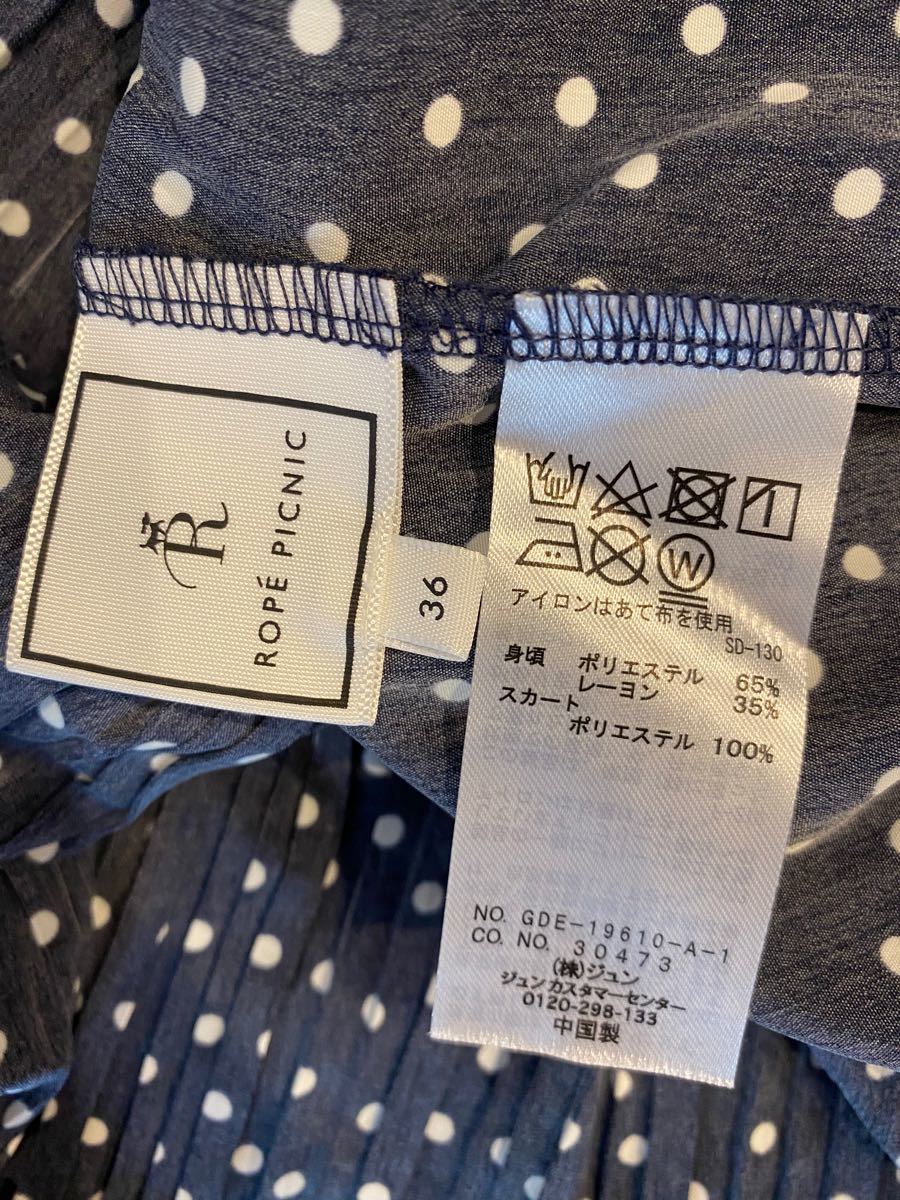 R
ROPÉ PICNIC
36
W
アイロンはあて布を使用
SD-130
身頃 ポリエステル 65%
レーヨン 35%
スカート
ポリエステル 100%
NO. GDE-19610-A-1
CO. NO. 30473
(株)ジュン
ジュンカスタマーセンター
0120-298-133
中国製